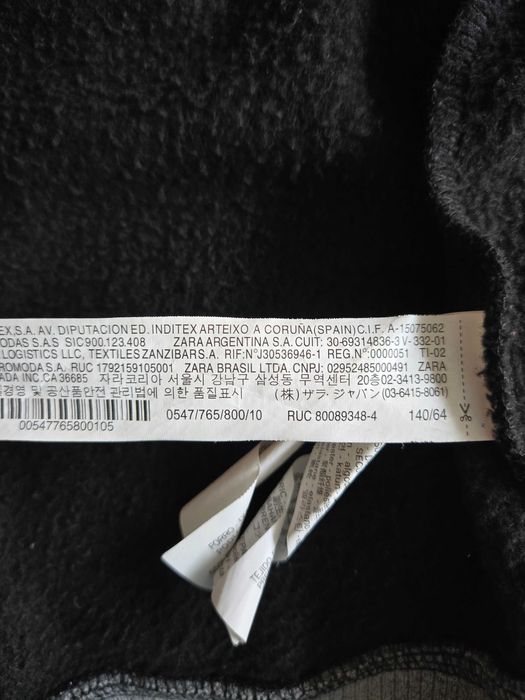 EX,S.A. AV. DIPUTACION ED. INDITEX ARTEIXO A CORUÑA(SPAIN)C.I.F. A-15075062
ODAS S.A.S SIC900.123.408 ZARA ARGENTINA S.A.CUIT: 30-69314836-3 V-332-01
LOGISTICS LLC, TEXTILES ZANZIBAR S.A. RIF:NºJ30536946-1 REG.Nº:0000051 TI-02
ROMODA S.A. RUC 1792159105001 ZARA BRASIL LTDA. CNPJ: 02952485000491 ZARA
ADA INC.CA36685 자라코리아 서울시 강남구 삼성동 무역센터 20층02-3413-9800
경영 및 공산품안전 관리법에 의한 품질표시 (株) ザラ·ジャパン (03-6415-8061)
0547/765/800/10 RUC 80089348-4 140/64
00547765800105
FORRO
TEJIDO